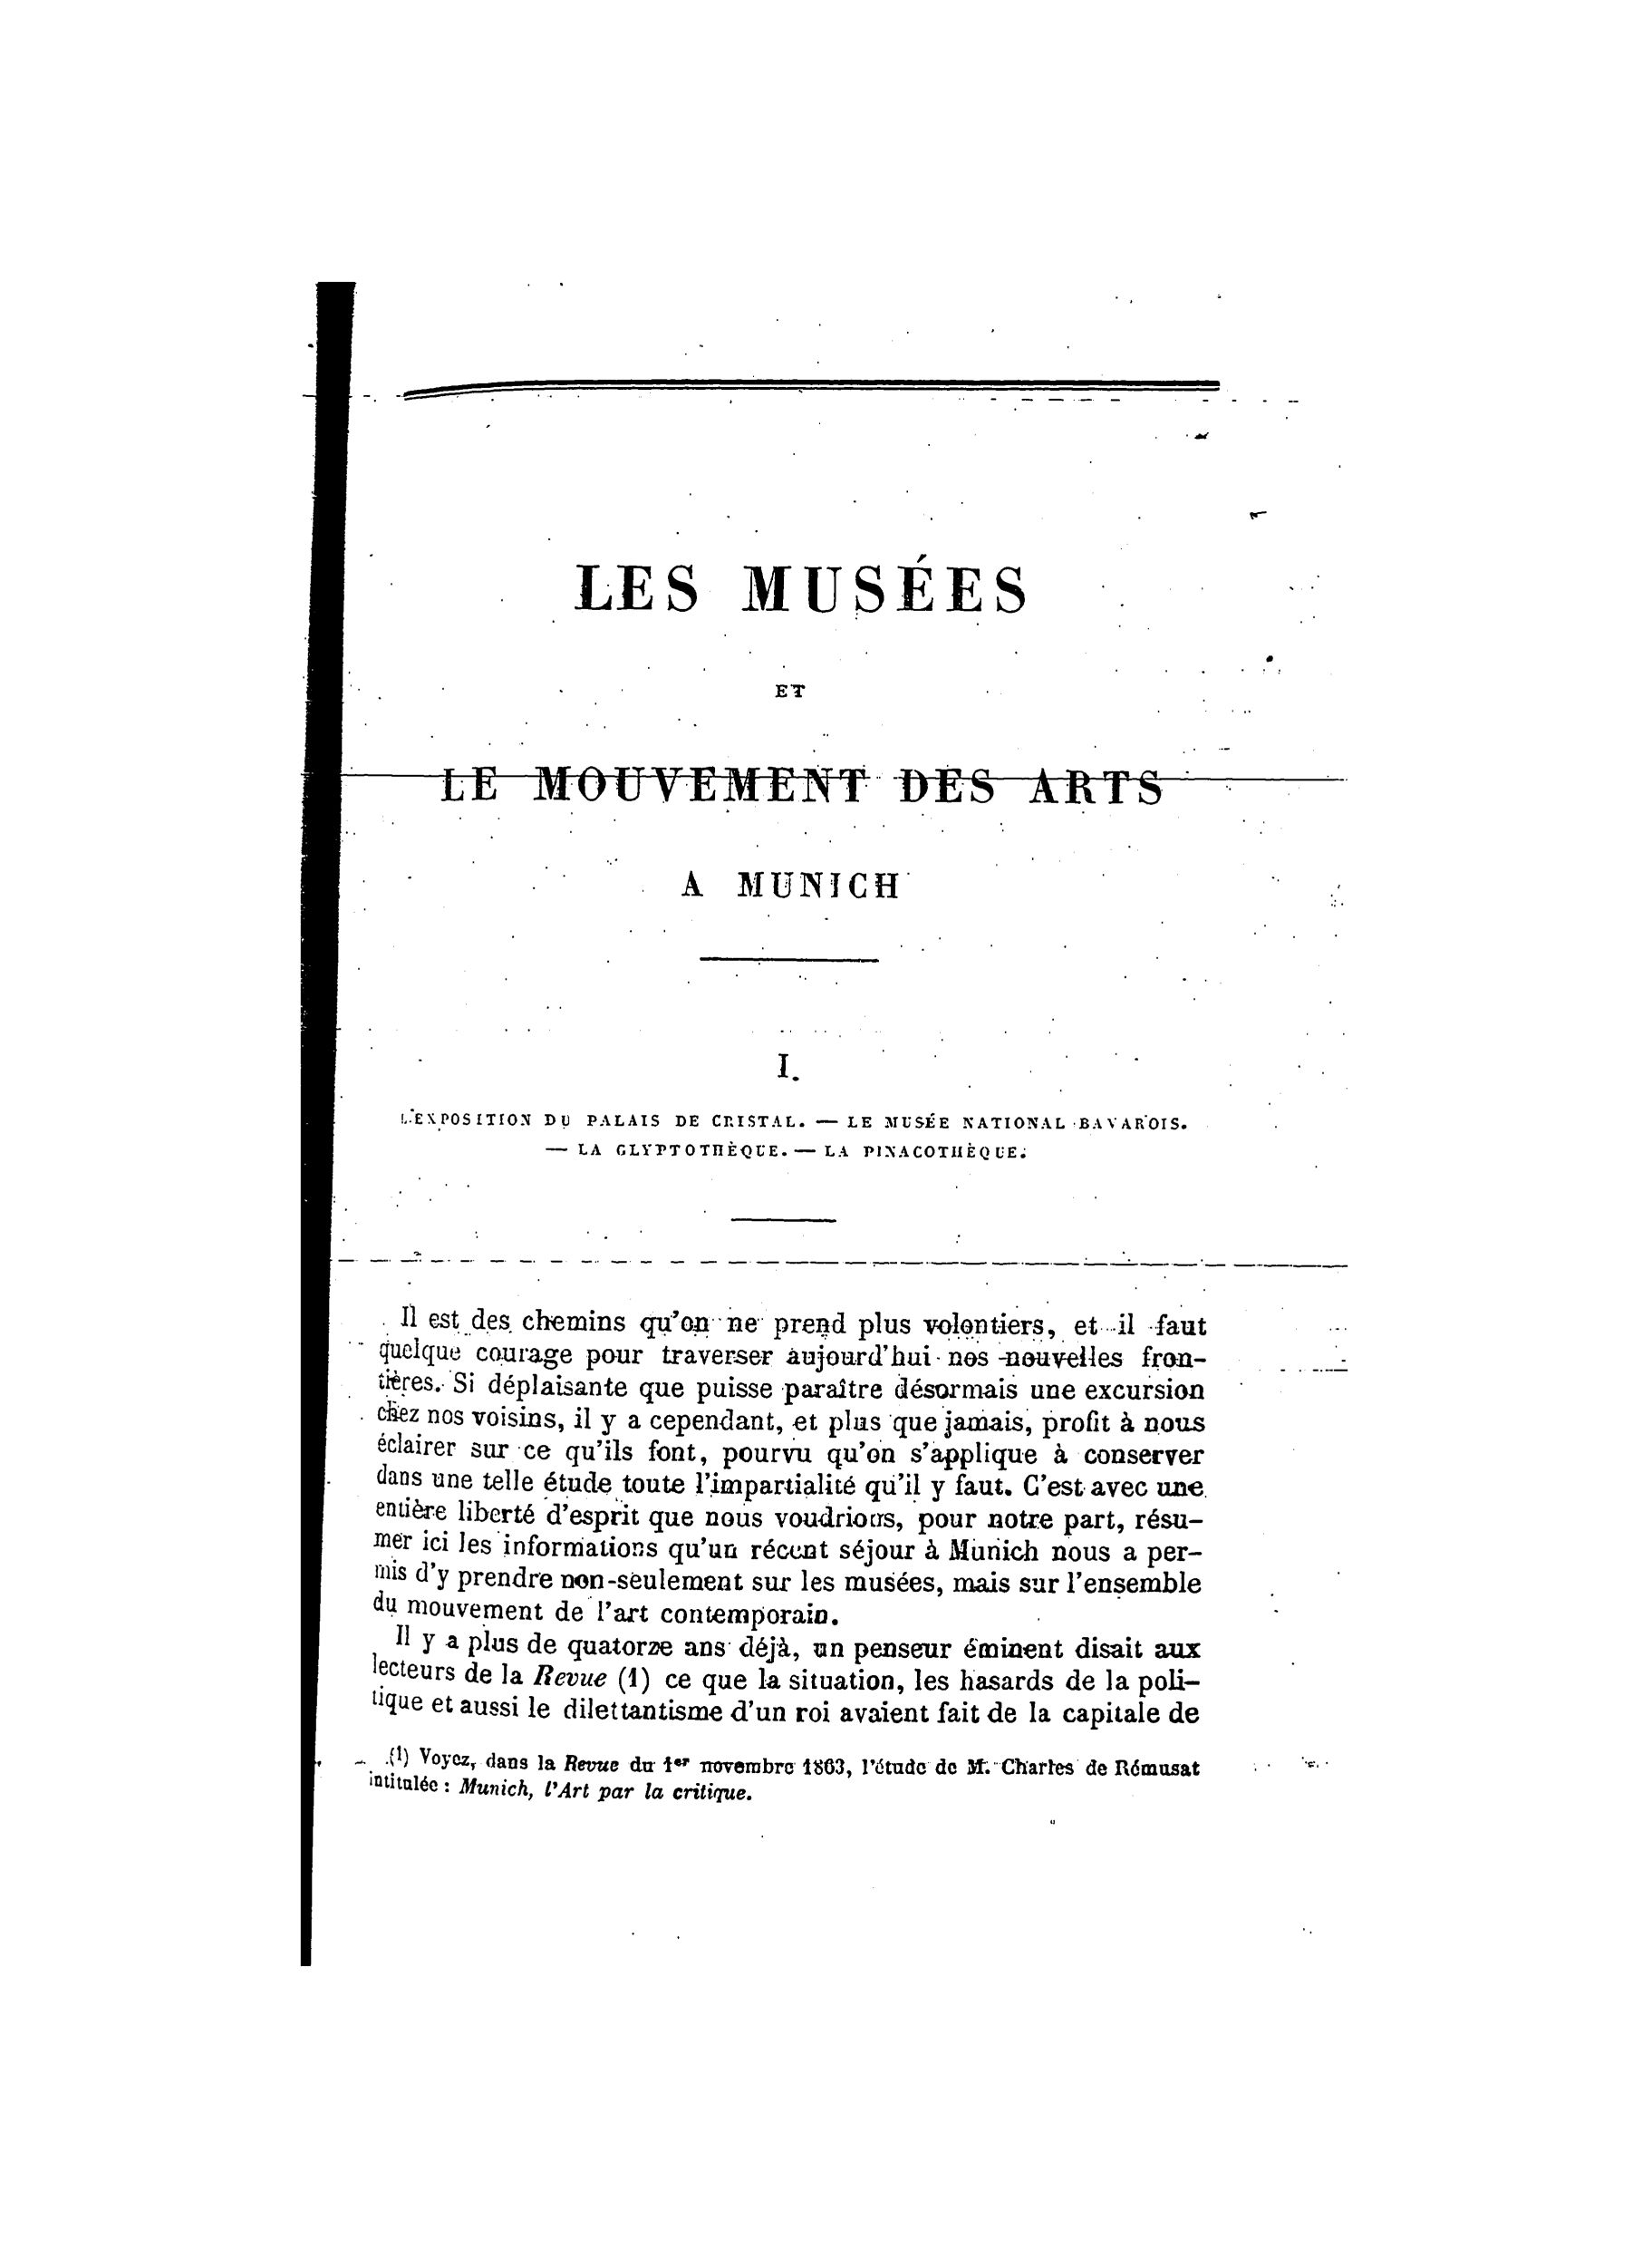 LES MUSÉES
ET
LE MOUVEMENT DES ARTS
A MUNICH
I.
L'EXPOSITION DU PALAIS DE CRISTAL. — LE MUSÉE NATIONAL BAVAROIS.
— LA GLYPTOTHÈQUE. — LA PINACOTHÈQUE.
Il est des chemins qu'on ne prend plus volontiers, et il faut
quelque courage pour traverser aujourd'hui nos nouvelles fron-
tières. Si déplaisante que puisse paraître désormais une excursion
chez nos voisins, il y a cependant, et plus que jamais, profit à nous
éclairer sur ce qu'ils font, pourvu qu'on s'applique à conserver
dans une telle étude toute l'impartialité qu'il y faut. C'est avec une
entière liberté d'esprit que nous voudrions, pour notre part, résu-
mer ici les informations qu'un récent séjour à Munich nous a per-
mis d'y prendre non-seulement sur les musées, mais sur l'ensemble
du mouvement de l'art contemporain.
Il y a plus de quatorze ans déjà, un penseur éminent disait aux
lecteurs de la Revue (1) ce que la situation, les hasards de la poli-
tique et aussi le dilettantisme d'un roi avaient fait de la capitale de
(1) Voyez, dans la Revue du 1er novembre 1863, l'étude de M. Charles de Rémusat
intitulée : Munich, l'Art par la critique.